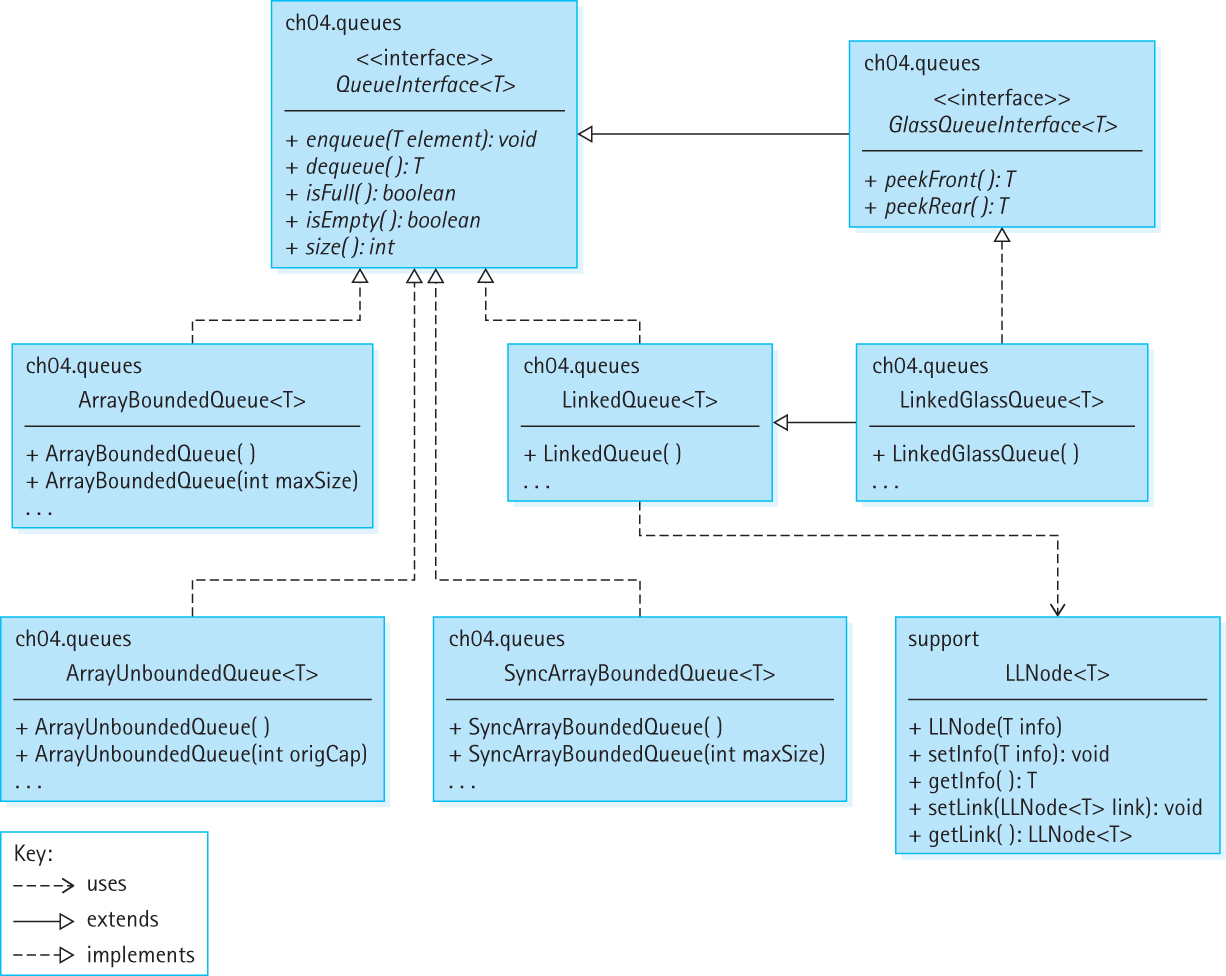 ch04.queues
<<interface>>
QueueInterface<T>
+ enqueue(T element): void
+ dequeue( ): T
+ isFull( ): boolean
+ isEmpty( ): boolean
+ size( ): int
ch04.queues
<<interface>>
GlassQueueInterface<T>
+ peekFront( ): T
+ peekRear( ): T
ch04.queues
ArrayBoundedQueue<T>
+ ArrayBoundedQueue( )
+ ArrayBoundedQueue(int maxSize)
. . .
ch04.queues
LinkedQueue<T>
+ LinkedQueue( )
. . .
ch04.queues
LinkedGlassQueue<T>
+ LinkedGlassQueue( )
. . .
ch04.queues
ArrayUnboundedQueue<T>
+ ArrayUnboundedQueue( )
+ ArrayUnboundedQueue(int origCap)
. . .
ch04.queues
SyncArrayBoundedQueue<T>
+ SyncArrayBoundedQueue( )
+ SyncArrayBoundedQueue(int maxSize)
. . .
support
LLNode<T>
+ LLNode(T info)
+ setInfo(T info): void
+ getInfo( ): T
+ setLink(LLNode<T> link): void
+ getLink( ): LLNode<T>
Key:
uses
extends
implements